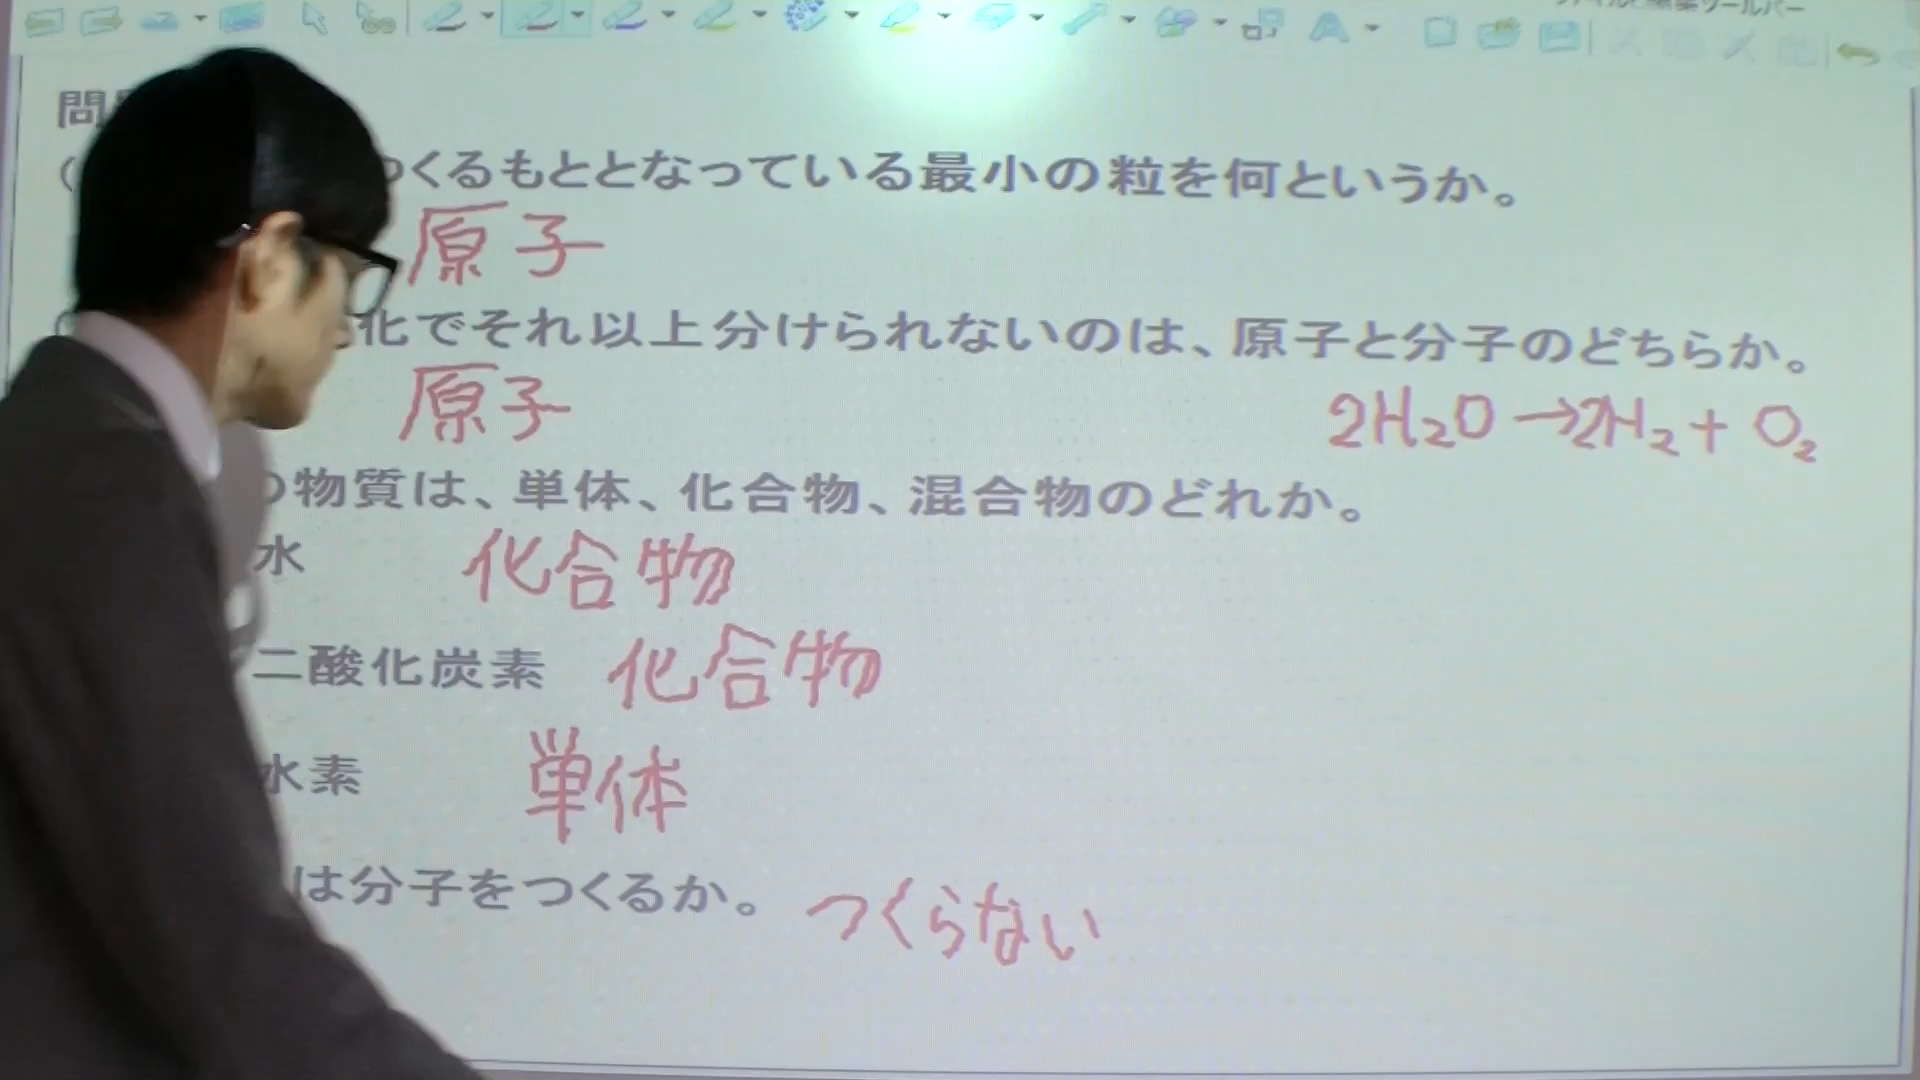 問
くるもととなっている最小の粒を何というか。
原子
化でそれ以上分けられないのは、原子と分子のどちらか。
原子
2H₂O→2H₂+O₂
物質は、単体、化合物、混合物のどれか。
水 化合物
二酸化炭素 化合物
水素 単体
は分子をつくるか。 つくらない